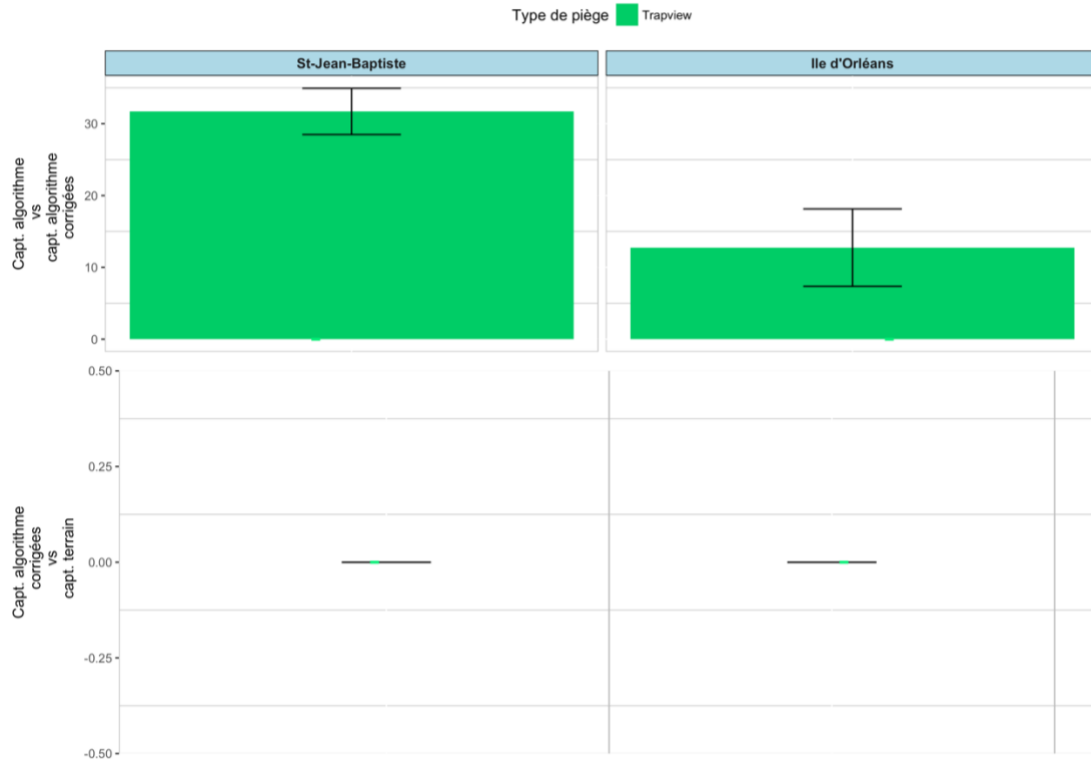 Type de piège Trapview
St-Jean-Baptiste
Ile d'Orléans
Capt. algorithme
vs
capt. algorithme
corrigées
30
20
10
0
Capt. algorithme
corrigées
vs
capt. terrain
0.50
0.25
0.00
-0.25
-0.50